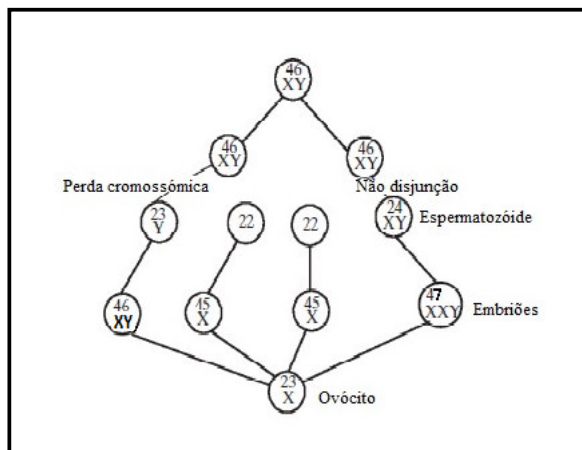 46
XY
46
XY
46
XY
Perda cromossómica
Não disjunção
23
Y
22
22
24
XY
Espermatozóide
46
XY
45
X
45
X
47
XXY
Embriões
23
X
Ovócito